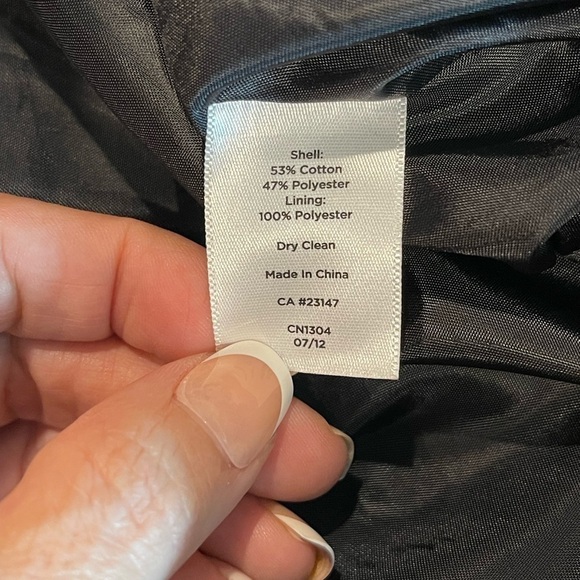 Shell:
53% Cotton
47% Polyester
Lining:
100% Polyester
Dry Clean
Made In China
CA #23147
CN1304
07/12